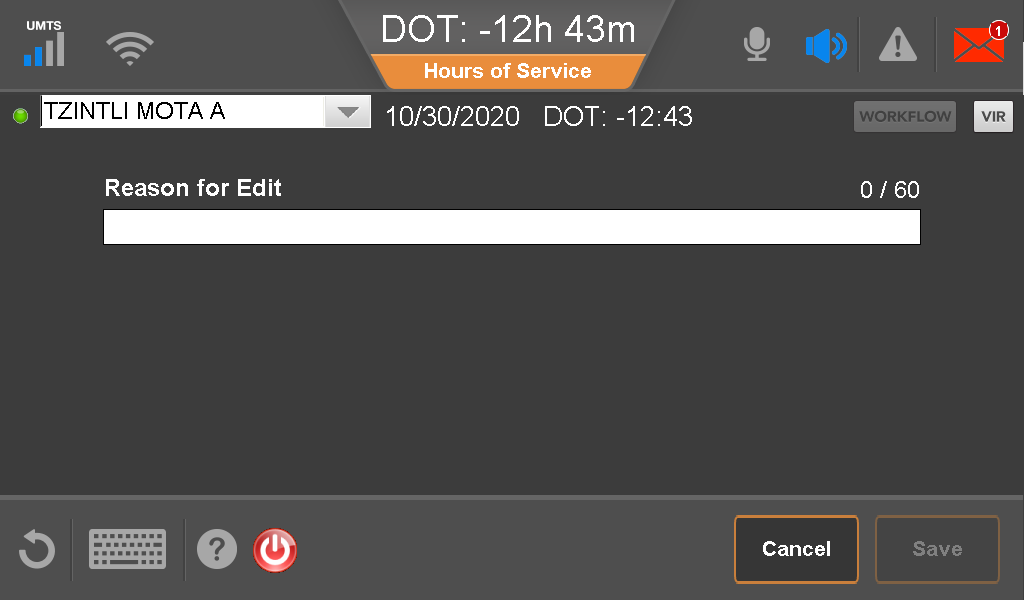 UMTS
DOT: -12h 43m
1
Hours of Service
TZINTLI MOTA A
10/30/2020 DOT: -12:43
WORKFLOW
VIR
Reason for Edit
0 / 60
?
Cancel
Save